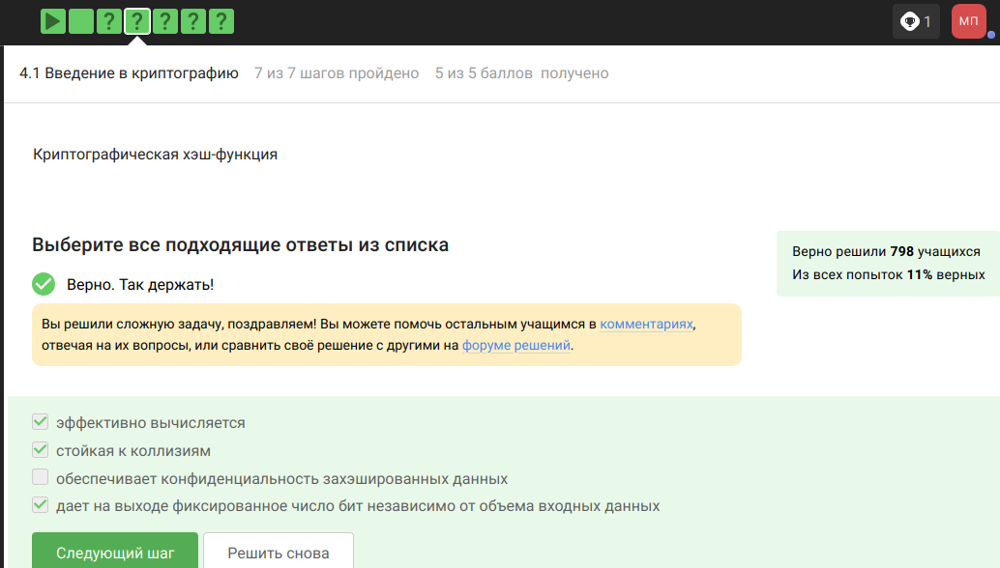 ? ? ? ? ?
1
МП
4.1 Введение в криптографию 7 из 7 шагов пройдено 5 из 5 баллов получено
Криптографическая хэш-функция
Выберите все подходящие ответы из списка
Верно. Так держать!
Верно решили 798 учащихся
Из всех попыток 11% верных
Вы решили сложную задачу, поздравляем! Вы можете помочь остальным учащимся в комментариях,
отвечая на их вопросы, или сравнить своё решение с другими на форуме решений.
эффективно вычисляется
стойкая к коллизиям
обеспечивает конфиденциальность захэшированных данных
дает на выходе фиксированное число бит независимо от объема входных данных
Следующий шаг
Решить снова